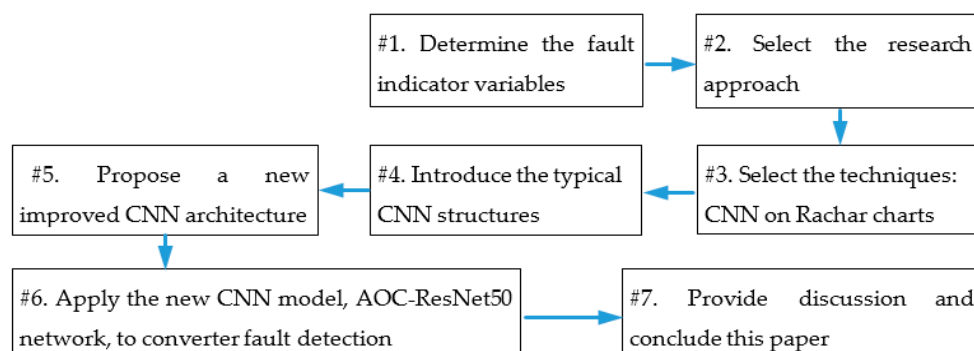 #1. Determine the fault
indicator variables
#2. Select the research
approach
#3. Select the techniques:
CNN on Rachar charts
#4. Introduce the typical
CNN structures
#5. Propose a new
improved CNN architecture
#6. Apply the new CNN model, AOC-ResNet50
network, to converter fault detection
#7. Provide discussion and
conclude this paper